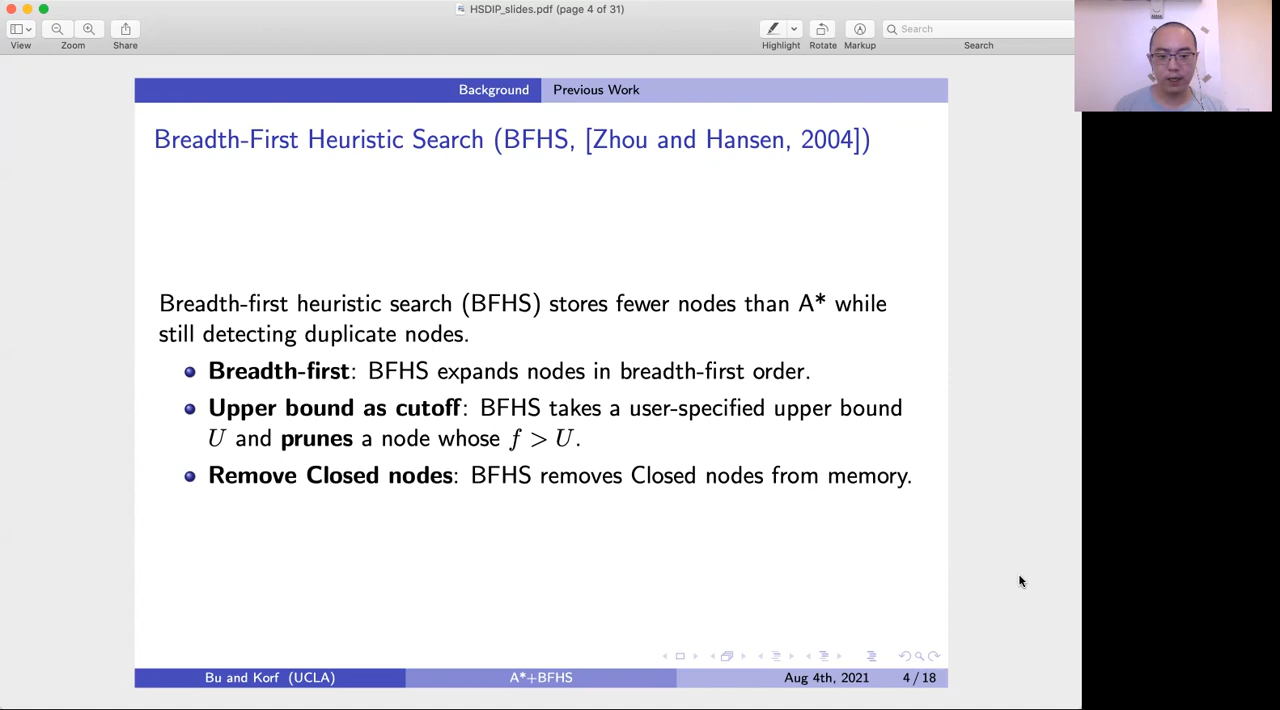 HSDIP_slides.pdf (page 4 of 31)
View
Zoom
Share
Highlight
Rotate
Markup
Search
Search
Background
Previous Work
Breadth-First Heuristic Search (BFHS, [Zhou and Hansen, 2004])
Breadth-first heuristic search (BFHS) stores fewer nodes than A* while
still detecting duplicate nodes.
Breadth-first: BFHS expands nodes in breadth-first order.
Upper bound as cutoff: BFHS takes a user-specified upper bound
U and prunes a node whose f > U.
Remove Closed nodes: BFHS removes Closed nodes from memory.
Bu and Korf (UCLA)
A*+BFHS
Aug 4th, 2021
4 / 18